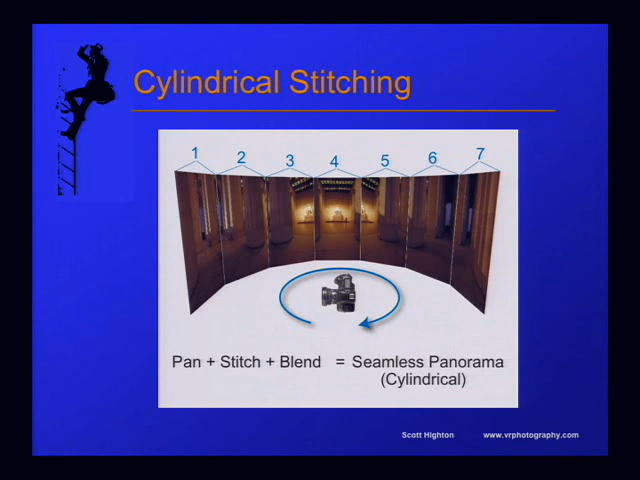 Cylindrical Stitching
1 2 3 4 5 6 7
Pan + Stitch + Blend = Seamless Panorama
(Cylindrical)
Scott Highton www.vrphotography.com